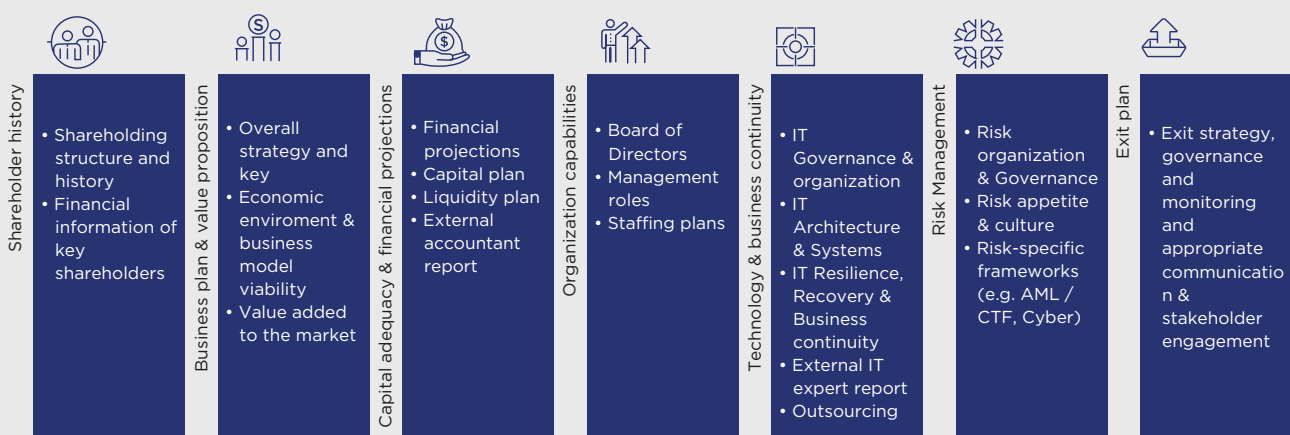 Shareholder history
• Shareholding
structure and
history
• Financial
information of
key
shareholders
Business plan & value proposition
• Overall
strategy and
key
• Economic
enviroment &
business
model
viability
• Value added
to the market
Capital adequacy & financial projections
• Financial
projections
• Capital plan
• Liquidity plan
• External
accountant
report
Organization capabilities
• Board of
Directors
• Management
roles
• Staffing plans
Technology & business continuity
• IT
Governance &
organization
• IT
Architecture
& Systems
• IT Resilience,
Recovery &
Business
continuity
• External IT
expert report
• Outsourcing
Risk Management
• Risk
organization
& Governance
• Risk appetite
& culture
• Risk-specific
frameworks
(e.g. AML /
CTF, Cyber)
Exit plan
• Exit strategy,
governance
and
monitoring
and
appropriate
communicatio
n &
stakeholder
engagement